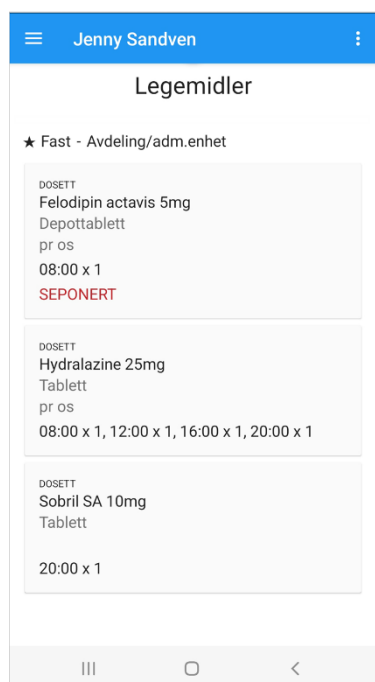 Jenny Sandven
Legemidler
★ Fast - Avdeling/adm.enhet
DOSETT
Felodipin actavis 5mg
Depottablett
pr os
08:00 x 1
SEPONERT
DOSETT
Hydralazine 25mg
Tablett
pr os
08:00 x 1, 12:00 x 1, 16:00 x 1, 20:00 x 1
DOSETT
Sobril SA 10mg
Tablett
20:00 x 1